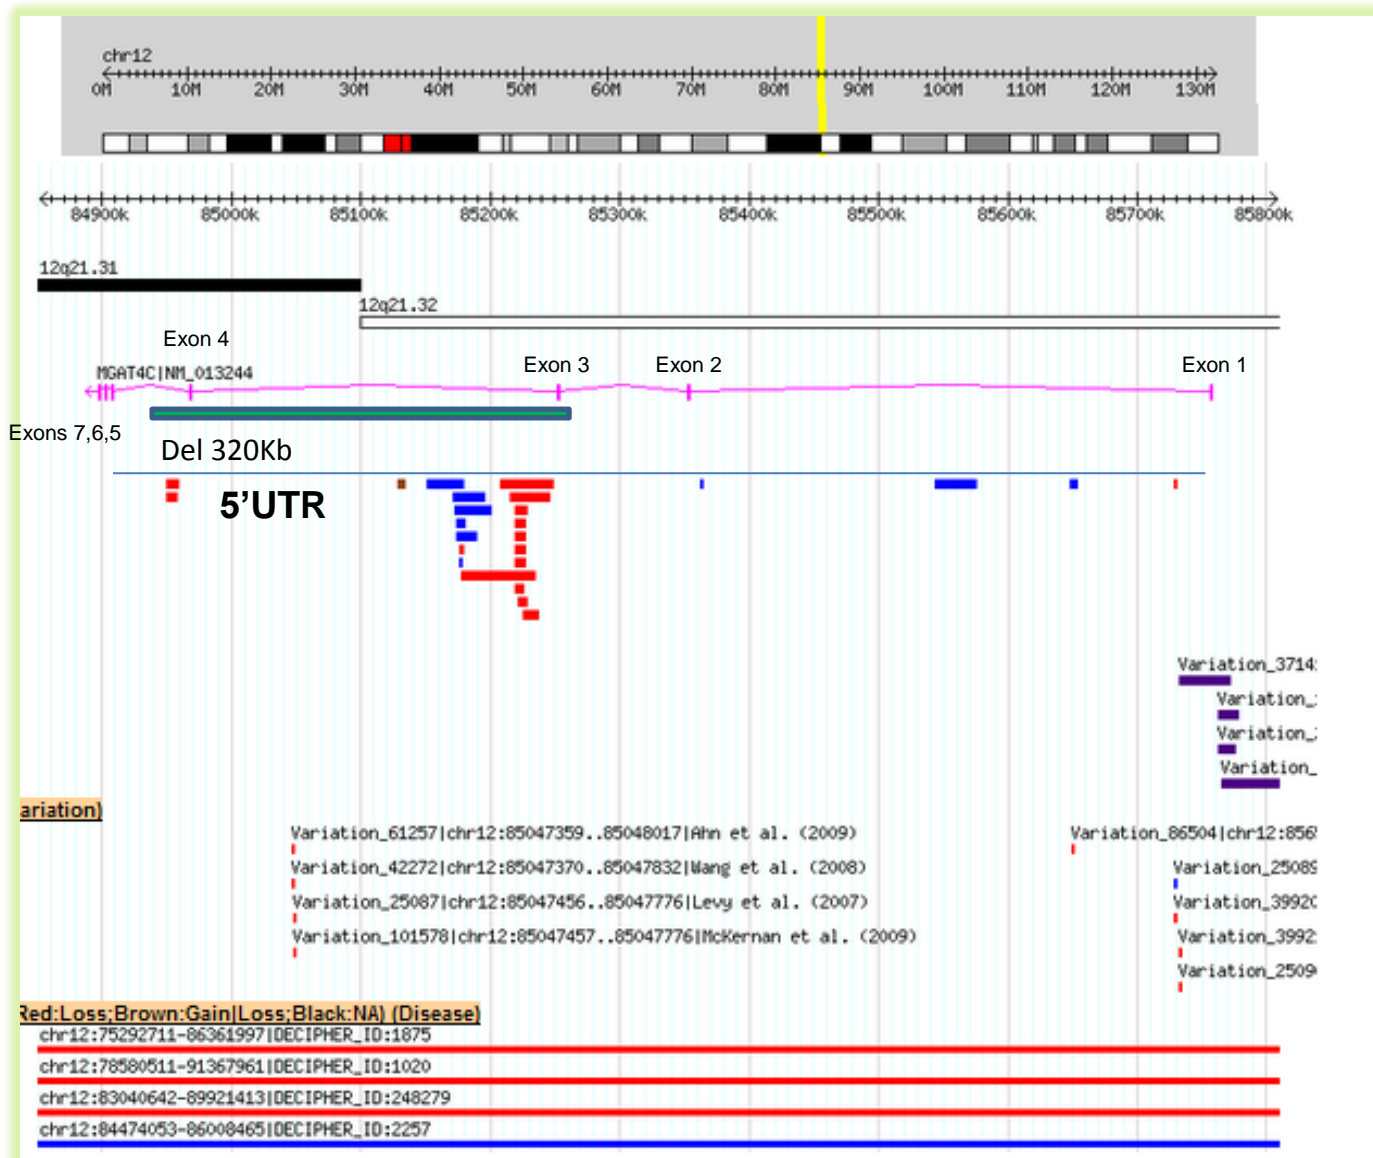 chr12
0M 10M 20M 30M 40M 50M 60M 70M 80M 90M 100M 110M 120M 130M
84900k 85000k 85100k 85200k 85300k 85400k 85500k 85600k 85700k 85800k
12q21.31
12q21.32
Exon 4
Exon 3 Exon 2 Exon 1
MGAT4C|NM_013244
Exons 7,6,5
Del 320Kb
5’UTR
Variation_3714
Variation_
Variation_
Variation_
ariation)
Variation_61257|chr12:85047359..85048017|Ahn et al. (2009) Variation_86504|chr12:856
Variation_42272|chr12:85047370..85047832|Wang et al. (2008) Variation_25089
Variation_25087|chr12:85047456..85047776|Levy et al. (2007) Variation_3992
Variation_101578|chr12:85047457..85047776|McKernan et al. (2009) Variation_3992
Variation_2509
Red:Loss;Brown:Gain|Loss;Black:NA) (Disease)
chr12:75292711-86361997|DECIPHER_ID:1875
chr12:78580511-91367961|DECIPHER_ID:1020
chr12:83040642-89921413|DECIPHER_ID:248279
chr12:84474053-86008465|DECIPHER_ID:2257